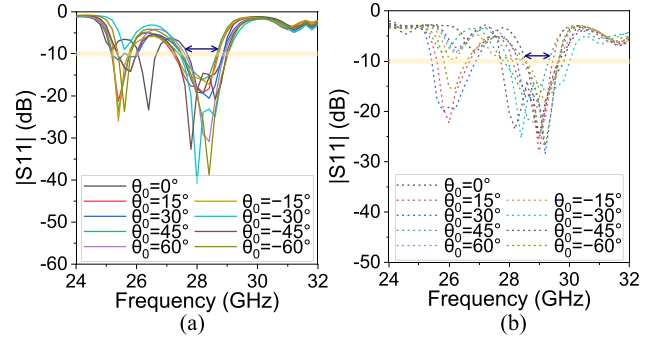 0
-10
-20
-30
-40
-50
-60
|S11| (dB)
θ₀=0°
θ₀=15°
θ₀=30°
θ₀=45°
θ₀=60°
θ₀=−15°
θ₀=−30°
θ₀=−45°
θ₀=−60°
24 26 28 30 32
Frequency (GHz)
(a)
0
-10
-20
-30
-40
-50
|S11| (dB)
θ₀=0°
θ₀=15°
θ₀=30°
θ₀=45°
θ₀=60°
θ₀=−15°
θ₀=−30°
θ₀=−45°
θ₀=−60°
24 26 28 30 32
Frequency (GHz)
(b)